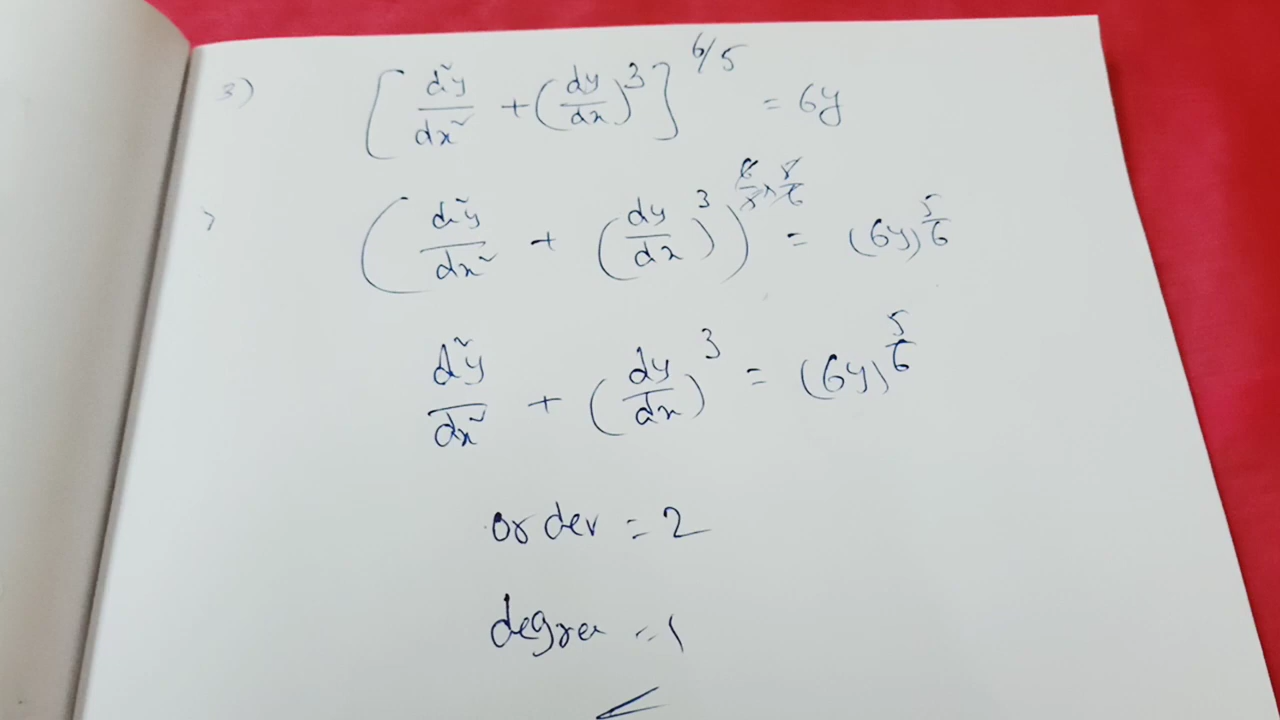 3) [d²y/dx² + (dy/dx)³]^6/5 = 6y
(d²y/dx² + (dy/dx)³)^6/5×5/6 = (6y)^5/6
d²y/dx² + (dy/dx)³ = (6y)^5/6
order = 2
degree = 1